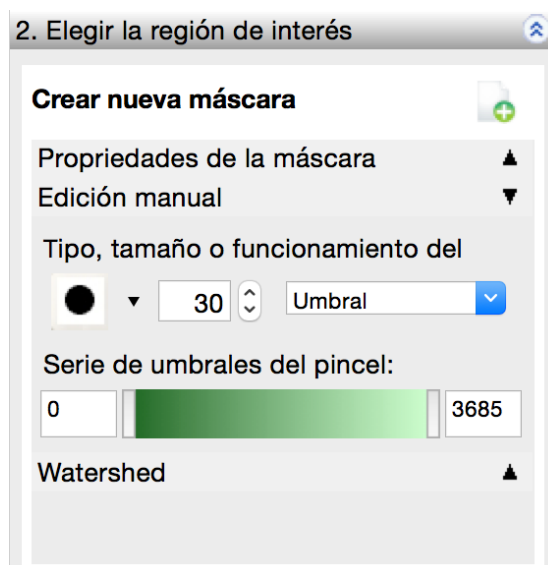 2. Elegir la región de interés
Crear nueva máscara
Propriedades de la máscara
Edición manual
Tipo, tamaño o funcionamiento del
30 Umbral
Serie de umbrales del pincel:
0 3685
Watershed